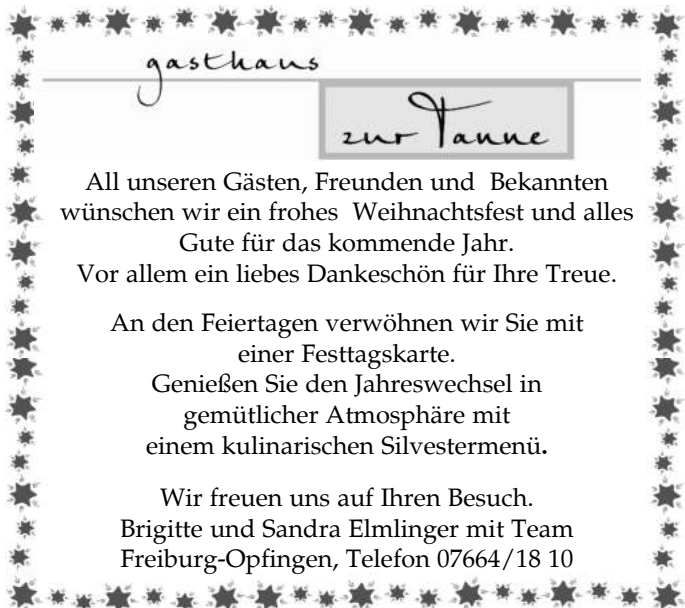 gasthaus
zur Tanne
All unseren Gästen, Freunden und Bekannten
wünschen wir ein frohes Weihnachtsfest und alles
Gute für das kommende Jahr.
Vor allem ein liebes Dankeschön für Ihre Treue.
An den Feiertagen verwöhnen wir Sie mit
einer Festtagskarte.
Genießen Sie den Jahreswechsel in
gemütlicher Atmosphäre mit
einem kulinarischen Silvestermenü.
Wir freuen uns auf Ihren Besuch.
Brigitte und Sandra Elmlinger mit Team
Freiburg-Opfingen, Telefon 07664/18 10